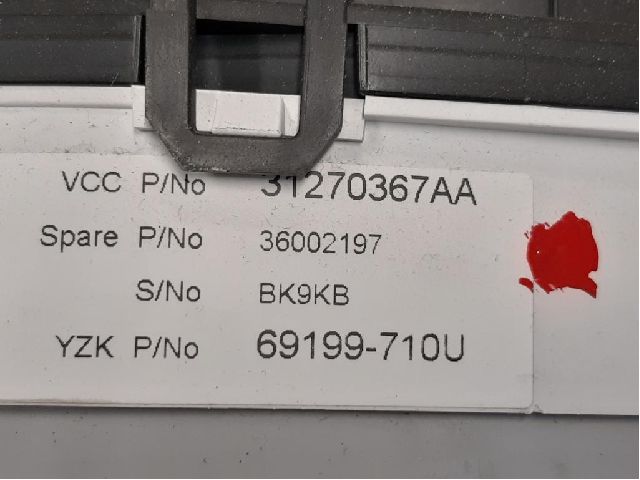 VCC P/No 31270367AA
Spare P/No 36002197
S/No BK9KB
YZK P/No 69199-710U